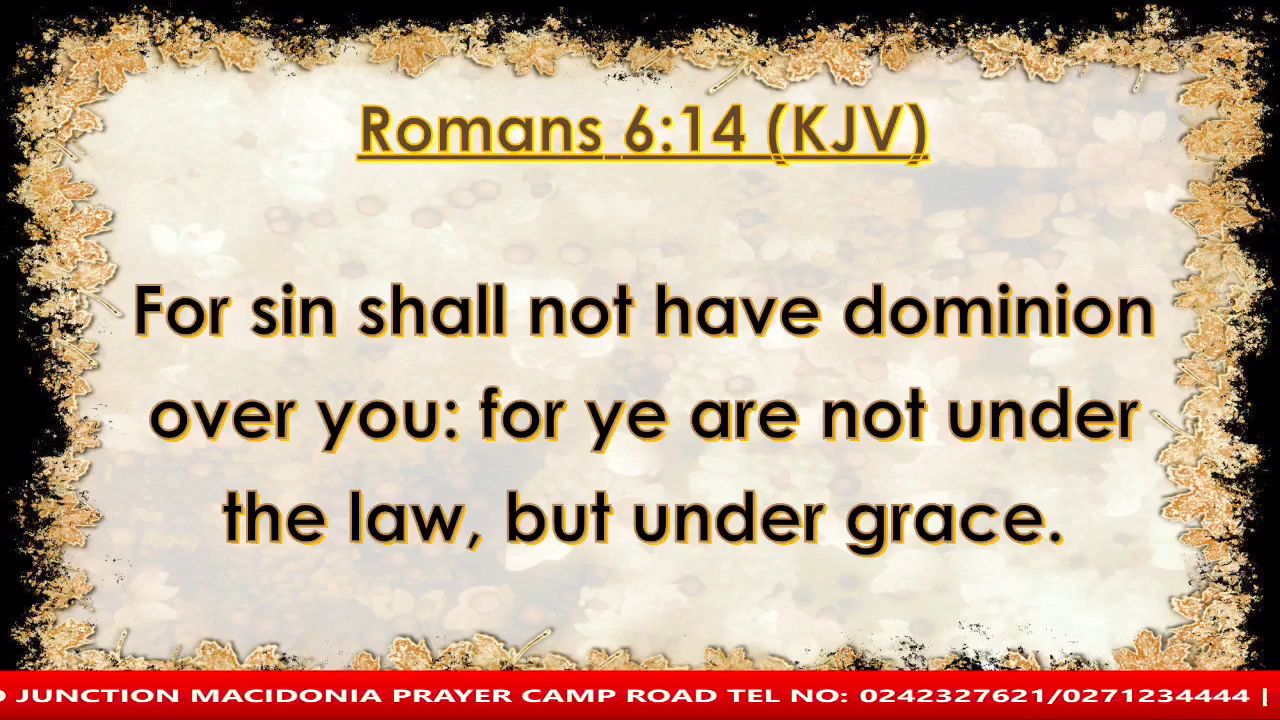 Romans 6:14 (KJV)
For sin shall not have dominion
over you: for ye are not under
the law, but under grace.
JUNCTION MACIDONIA PRAYER CAMP ROAD TEL NO: 0242327621/0271234444 |